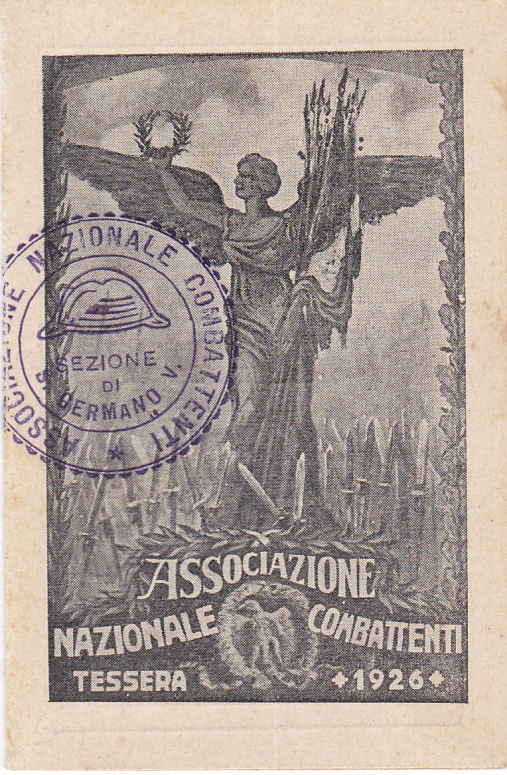 ASSOCIAZIONE NAZIONALE COMBATTENTI *
SEZIONE
DI
S. GERMANO V.
ASSOCIAZIONE
NAZIONALE COMBATTENTI
TESSERA 1926